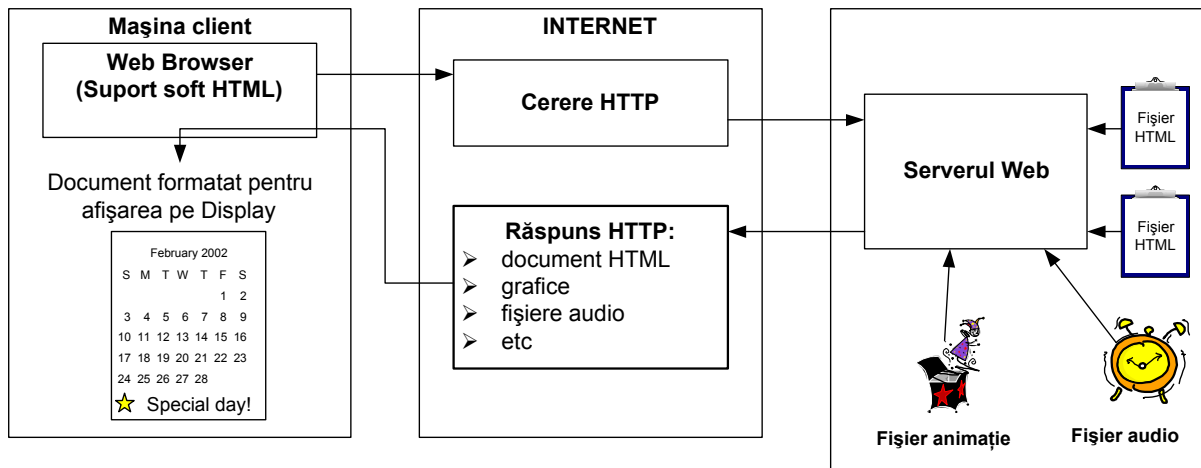 Maşina client
Web Browser
(Suport soft HTML)
Document formatat pentru
afişarea pe Display
February 2002
S M T W T F S
1 2
3 4 5 6 7 8 9
10 11 12 13 14 15 16
17 18 19 20 21 22 23
24 25 26 27 28
Special day!
INTERNET
Cerere HTTP
Răspuns HTTP:
document HTML
grafice
fişiere audio
etc
Serverul Web
Fişier
HTML
Fişier
HTML
Fişier animaţie
Fişier audio